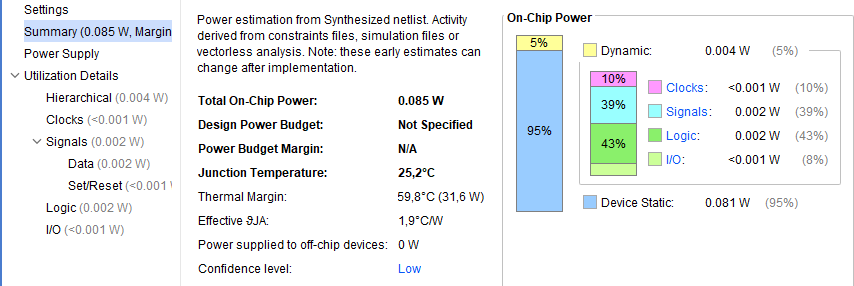 Settings
Summary (0.085 W, Margin
Power Supply
Utilization Details
Hierarchical (0.004 W)
Clocks (<0.001 W)
Signals (0.002 W)
Data (0.002 W)
Set/Reset (<0.001 W
Logic (0.002 W)
I/O (<0.001 W)
Power estimation from Synthesized netlist. Activity
derived from constraints files, simulation files or
vectorless analysis. Note: these early estimates can
change after implementation.
Total On-Chip Power: 0.085 W
Design Power Budget: Not Specified
Power Budget Margin: N/A
Junction Temperature: 25,2°C
Thermal Margin: 59,8°C (31,6 W)
Effective ϑJA: 1,9°C/W
Power supplied to off-chip devices: 0 W
Confidence level: Low
On-Chip Power
5%
95%
Dynamic: 0.004 W (5%)
10%
39%
43%
Clocks: <0.001 W (10%)
Signals: 0.002 W (39%)
Logic: 0.002 W (43%)
I/O: <0.001 W (8%)
Device Static: 0.081 W (95%)